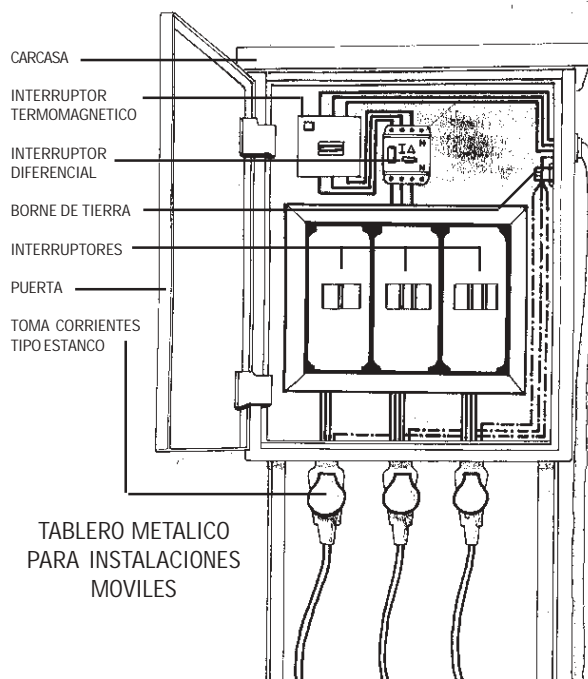 CARCASA
INTERRUPTOR
TERMOMAGNETICO
INTERRUPTOR
DIFERENCIAL
BORNE DE TIERRA
INTERRUPTORES
PUERTA
TOMA CORRIENTES
TIPO ESTANCO
N
I∆
N
TABLERO METALICO
PARA INSTALACIONES
MOVILES